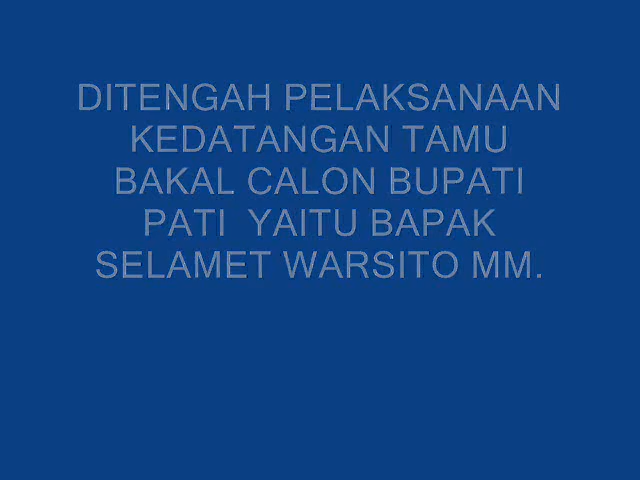 DITENGAH PELAKSANAAN
KEDATANGAN TAMU
BAKAL CALON BUPATI
PATI  YAITU BAPAK
SELAMET WARSITO MM.